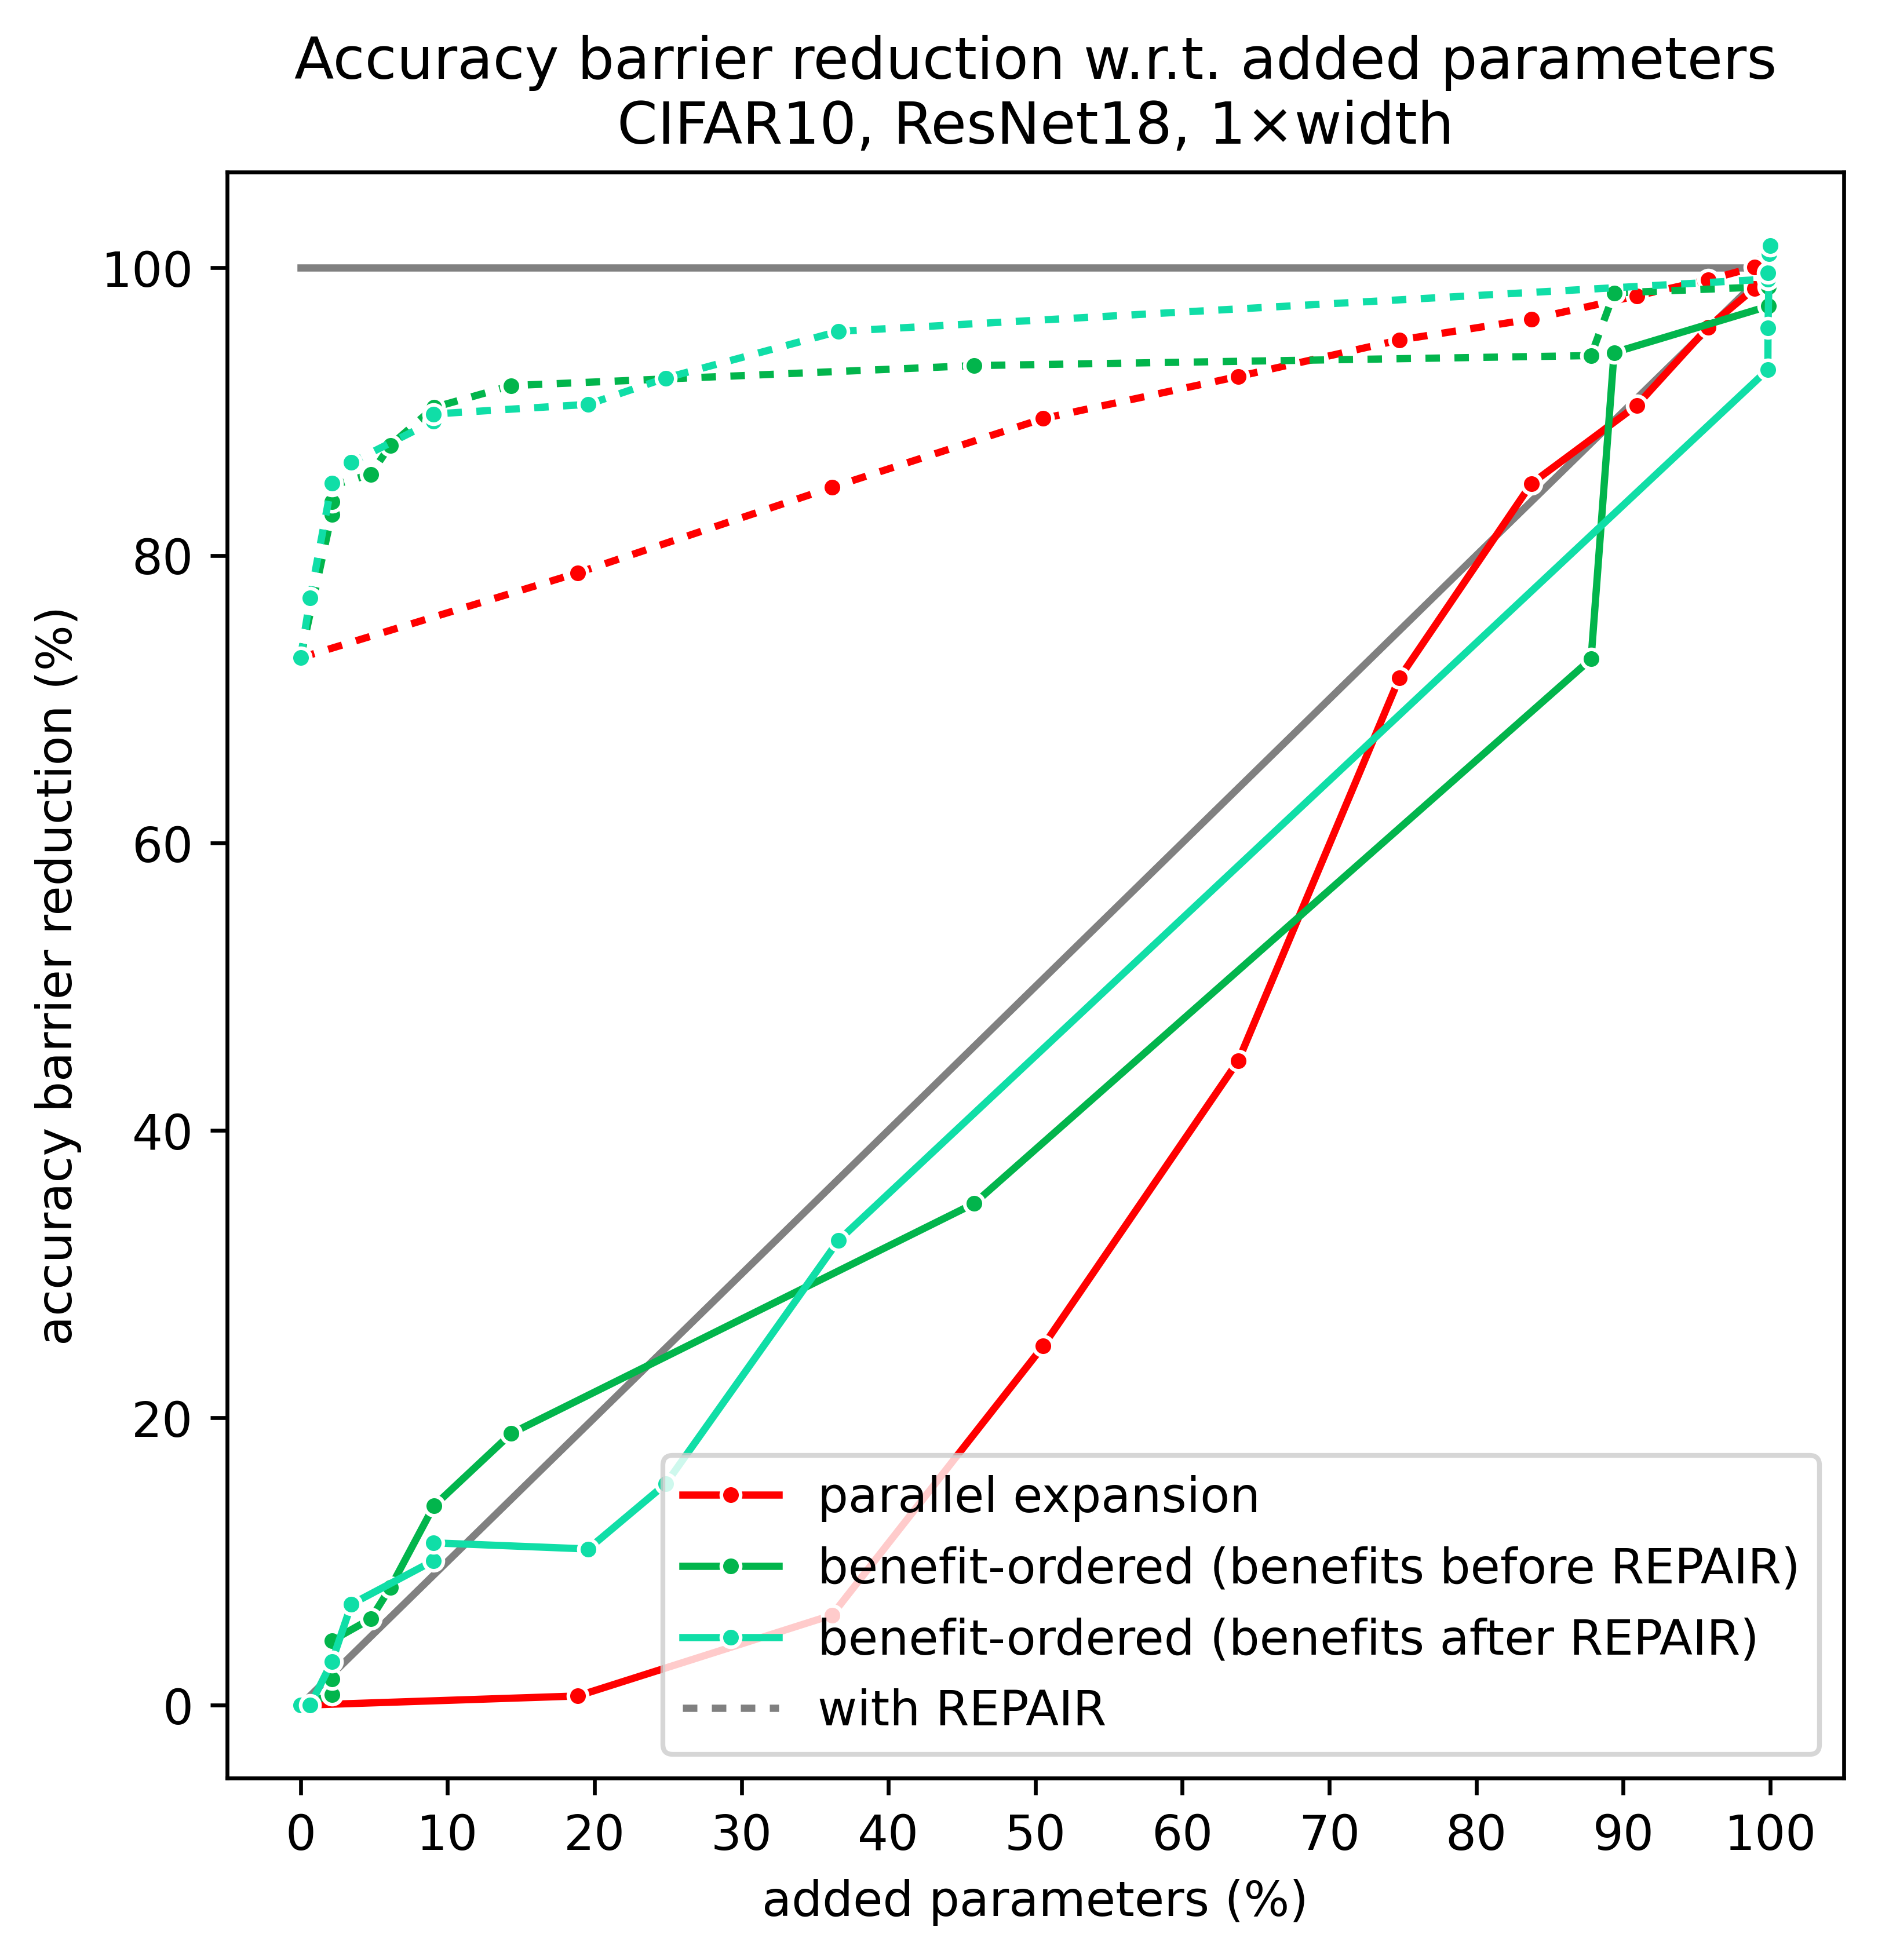 Accuracy barrier reduction w.r.t. added parameters
CIFAR10, ResNet18, 1×width
accuracy barrier reduction (%)
100
80
60
40
20
0
parallel expansion
benefit-ordered (benefits before REPAIR)
benefit-ordered (benefits after REPAIR)
with REPAIR
0 10 20 30 40 50 60 70 80 90 100
added parameters (%)